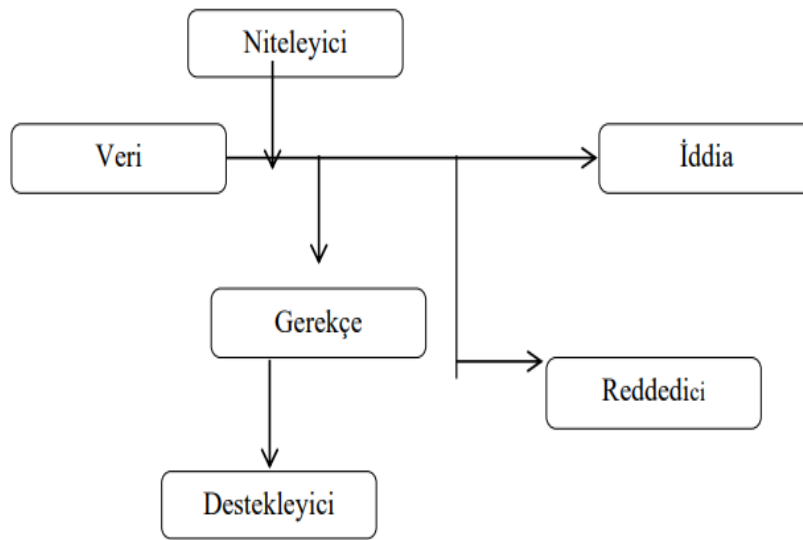 Niteleyici
Veri
İddia
Gerekçe
Reddedici
Destekleyici